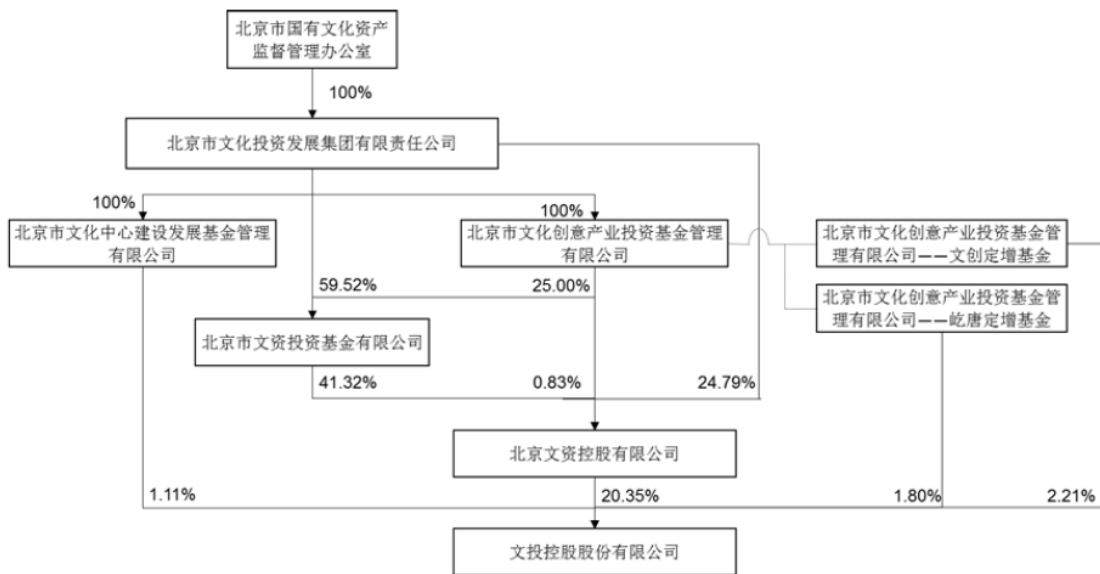 北京市国有文化资产
监督管理办公室
100%
北京市文化投资发展集团有限责任公司
100%
100%
北京市文化中心建设发展基金管理
有限公司
北京市文化创意产业投资基金管理
有限公司
北京市文化创意产业投资基金管
理有限公司——文创定增基金
59.52%
25.00%
北京市文化创意产业投资基金管
理有限公司——屹唐定增基金
北京市文资投资基金有限公司
41.32%
0.83%
24.79%
北京文资控股有限公司
1.11%
20.35%
1.80%
2.21%
文投控股股份有限公司